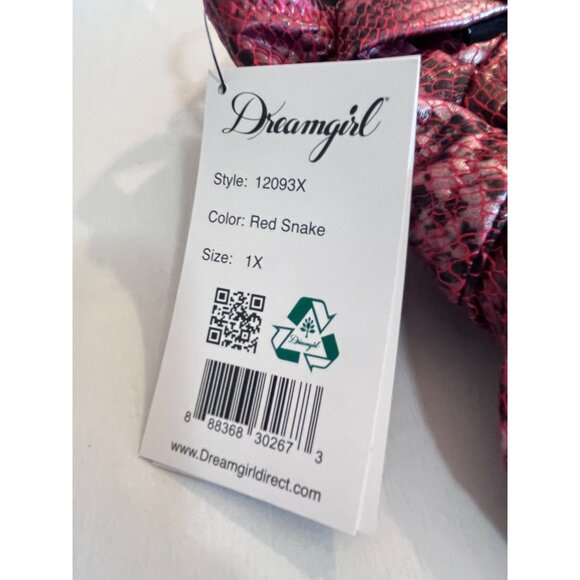 Dreamgirl®
Style: 12093X
Color: Red Snake
Size: 1X
Dreamgirl
8 88368 30267 3
www.Dreamgirldirect.com